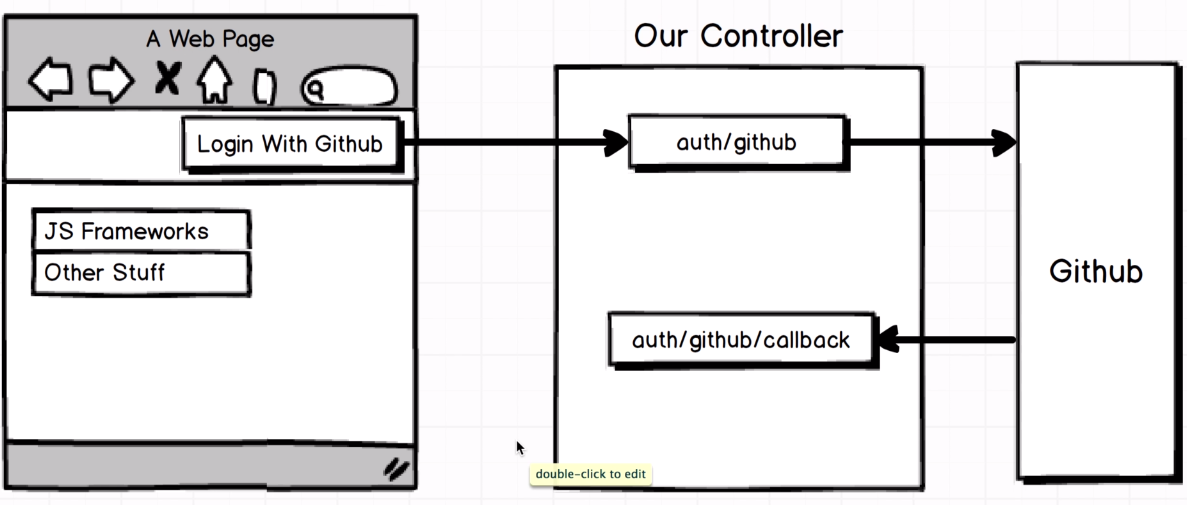 A Web Page
Login With Github
JS Frameworks
Other Stuff
Our Controller
auth/github
auth/github/callback
double-click to edit
Github